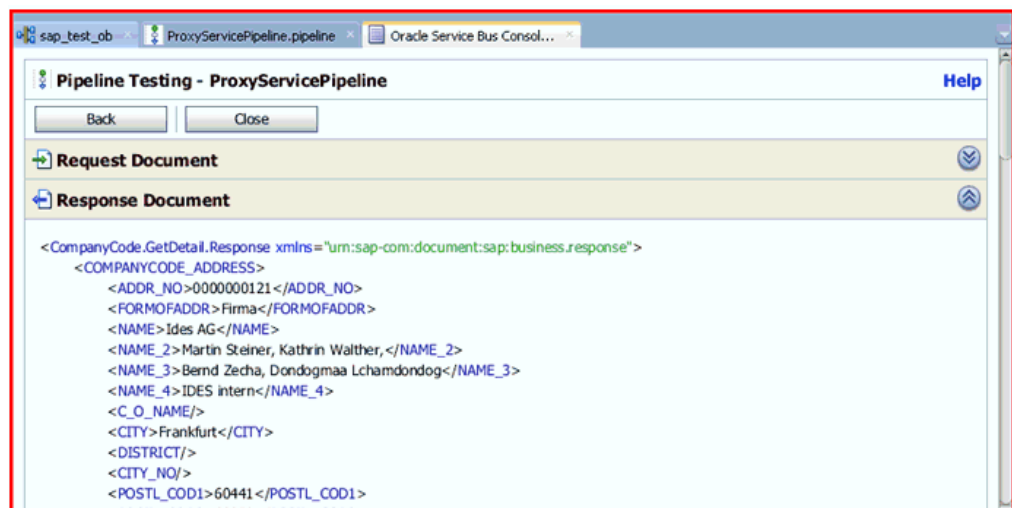 sap_test_ob ProxyServicePipeline.pipeline Oracle Service Bus Consol...
Pipeline Testing - ProxyServicePipeline Help
Back Close
Request Document
Response Document
<CompanyCode.GetDetail.Response xmlns="urn:sap-com:document:sap:business.response">
<COMPANYCODE_ADDRESS>
<ADDR_NO>0000000121</ADDR_NO>
<FORMOFADDR>Firma</FORMOFADDR>
<NAME>Ides AG</NAME>
<NAME_2>Martin Steiner, Kathrin Walther,</NAME_2>
<NAME_3>Bernd Zecha, Dondogmaa Lchamdondog</NAME_3>
<NAME_4>IDES intern</NAME_4>
<C_O_NAME/>
<CITY>Frankfurt</CITY>
<DISTRICT/>
<CITY_NO/>
<POSTL_COD1>60441</POSTL_COD1>